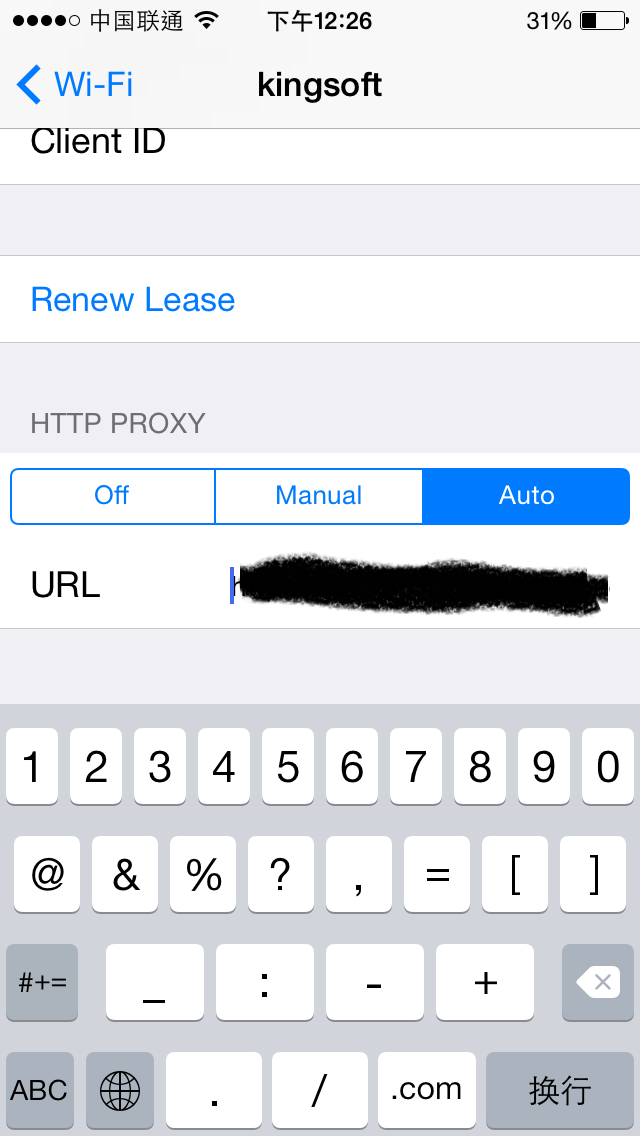 中国联通 下午12:26 31%
Wi-Fi kingsoft
Client ID
Renew Lease
HTTP PROXY
Off Manual Auto
URL
1 2 3 4 5 6 7 8 9 0
@ & % ? , = [ ]
#+= _ : - +
ABC . / .com 换行